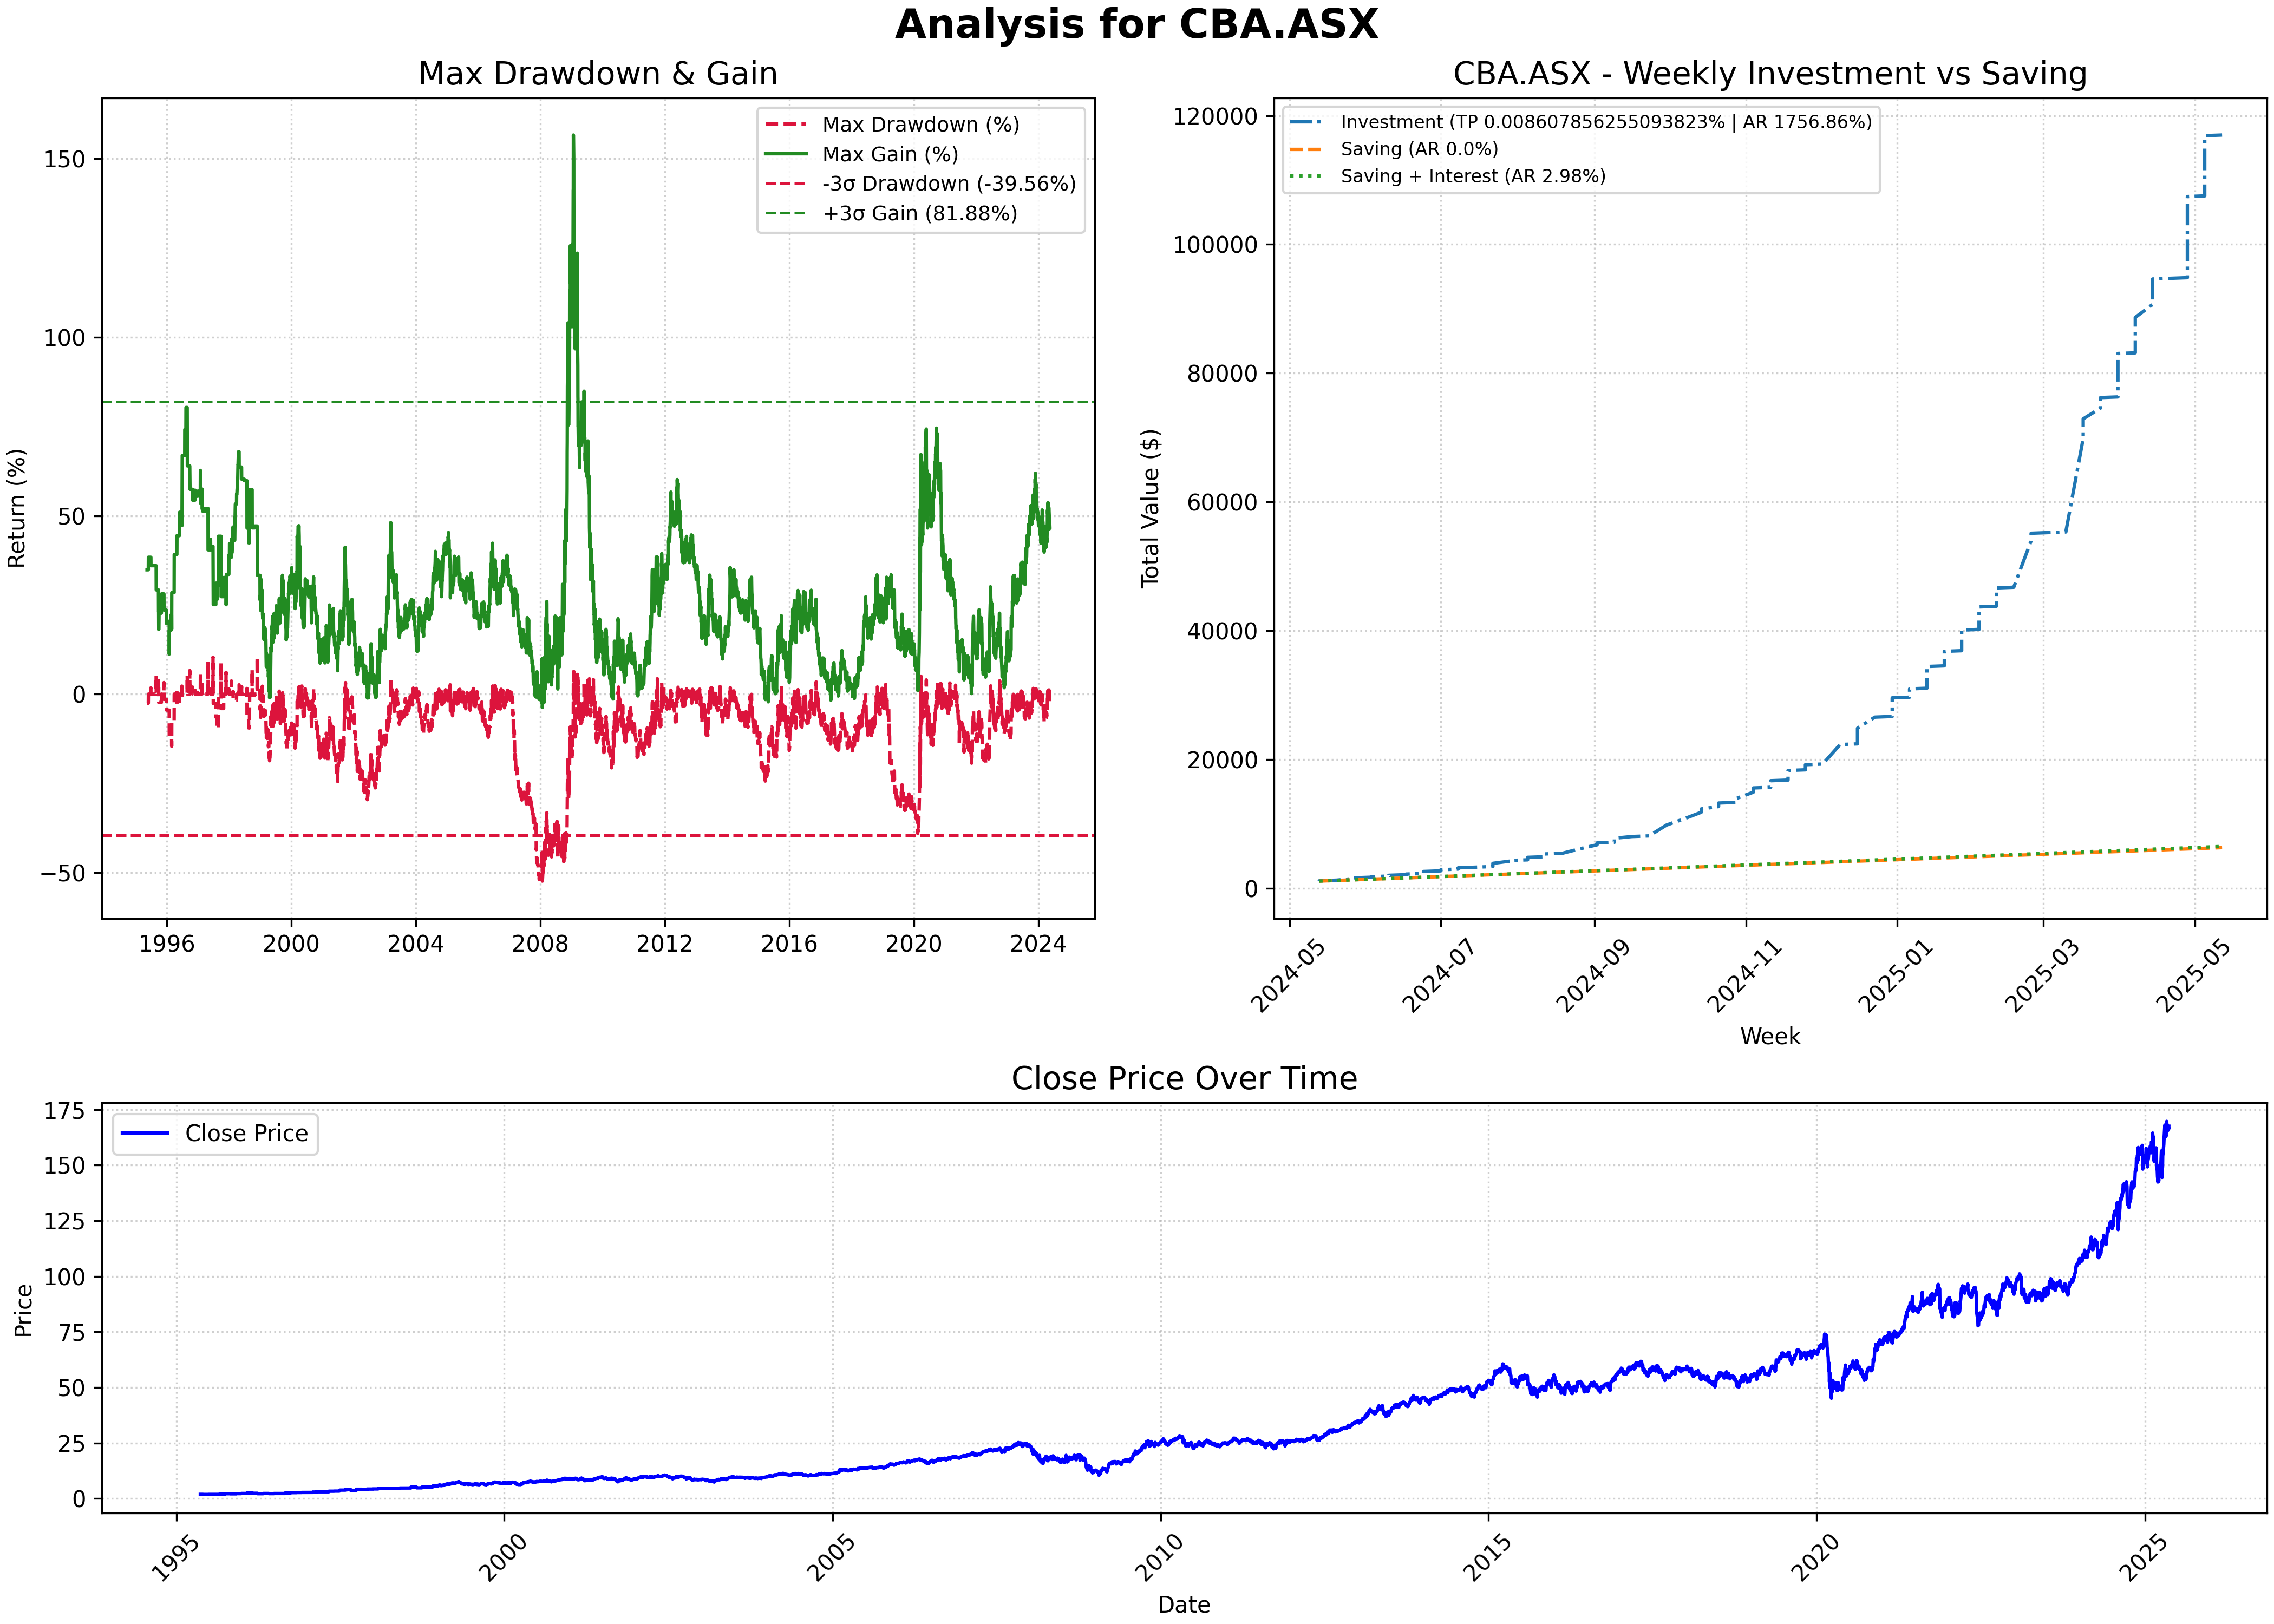 Analysis for CBA.ASX
Max Drawdown & Gain
Return (%)
150
100
50
0
−50
Max Drawdown (%)
Max Gain (%)
-3σ Drawdown (-39.56%)
+3σ Gain (81.88%)
1996 2000 2004 2008 2012 2016 2020 2024
CBA.ASX - Weekly Investment vs Saving
Total Value ($)
120000
100000
80000
60000
40000
20000
0
Investment (TP 0.008607856255093823% | AR 1756.86%)
Saving (AR 0.0%)
Saving + Interest (AR 2.98%)
2024-05 2024-07 2024-09 2024-11 2025-01 2025-03 2025-05
Week
Close Price Over Time
Price
175
150
125
100
75
50
25
0
Close Price
1995 2000 2005 2010 2015 2020 2025
Date